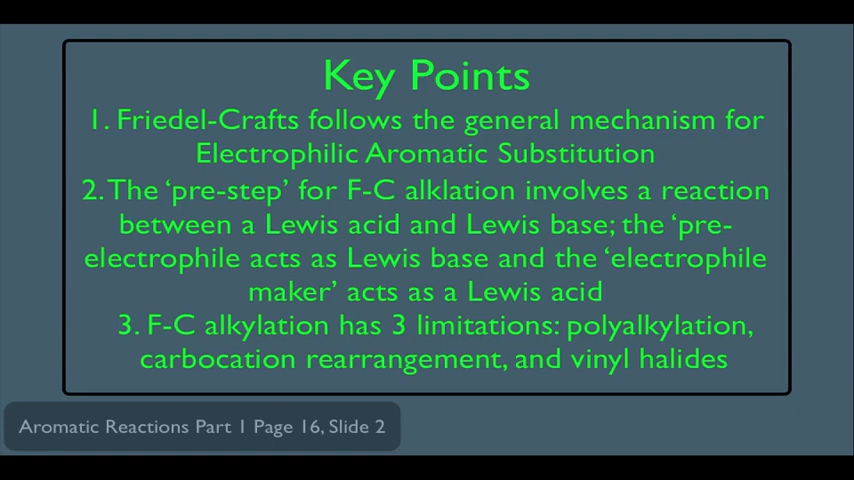 Key Points
1. Friedel-Crafts follows the general mechanism for
Electrophilic Aromatic Substitution
2. The ‘pre-step’ for F-C alklation involves a reaction
between a Lewis acid and Lewis base; the ‘pre-
electrophile acts as Lewis base and the ‘electrophile
maker’ acts as a Lewis acid
3. F-C alkylation has 3 limitations: polyalkylation,
carbocation rearrangement, and vinyl halides
Aromatic Reactions Part 1 Page 16, Slide 2